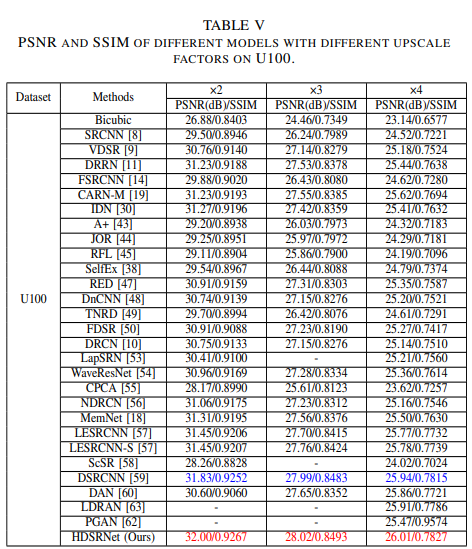 TABLE V
PSNR AND SSIM OF DIFFERENT MODELS WITH DIFFERENT UPSCALE
FACTORS ON U100.
Dataset Methods ×2 ×3 ×4
PSNR(dB)/SSIM PSNR(dB)/SSIM PSNR(dB)/SSIM
U100
Bicubic 26.88/0.8403 24.46/0.7349 23.14/0.6577
SRCNN [8] 29.50/0.8946 26.24/0.7989 24.52/0.7221
VDSR [9] 30.76/0.9140 27.14/0.8279 25.18/0.7524
DRRN [11] 31.23/0.9188 27.53/0.8378 25.44/0.7638
FSRCNN [14] 29.88/0.9020 26.43/0.8080 24.62/0.7280
CARN-M [19] 31.23/0.9193 27.55/0.8385 25.62/0.7694
IDN [30] 31.27/0.9196 27.42/0.8359 25.41/0.7632
A+ [43] 29.20/0.8938 26.03/0.7973 24.32/0.7183
JOR [44] 29.25/0.8951 25.97/0.7972 24.29/0.7181
RFL [45] 29.11/0.8904 25.86/0.7900 24.19/0.7096
SelfEx [38] 29.54/0.8967 26.44/0.8088 24.79/0.7374
RED [47] 30.91/0.9159 27.31/0.8303 25.35/0.7587
DnCNN [48] 30.74/0.9139 27.15/0.8276 25.20/0.7521
TNRD [49] 29.70/0.8994 26.42/0.8076 24.61/0.7291
FDSR [50] 30.91/0.9088 27.23/0.8190 25.27/0.7417
DRCN [10] 30.75/0.9133 27.15/0.8276 25.14/0.7510
LapSRN [53] 30.41/0.9100 - 25.21/0.7560
WaveResNet [54] 30.96/0.9169 27.28/0.8334 25.36/0.7614
CPCA [55] 28.17/0.8990 25.61/0.8123 23.62/0.7257
NDRCN [56] 31.06/0.9175 27.23/0.8312 25.16/0.7546
MemNet [18] 31.31/0.9195 27.56/0.8376 25.50/0.7630
LESRCNN [57] 31.45/0.9206 27.70/0.8415 25.77/0.7732
LESRCNN-S [57] 31.45/0.9207 27.76/0.8424 25.78/0.7739
ScSR [58] 28.26/0.8828 - 24.02/0.7024
DSRCNN [59] 31.83/0.9252 27.99/0.8483 25.94/0.7815
DAN [60] 30.60/0.9060 27.65/0.8352 25.86/0.7721
LDRAN [63] - - 25.91/0.7786
PGAN [62] - - 25.47/0.9574
HDSRNet (Ours) 32.00/0.9267 28.02/0.8493 26.01/0.7827